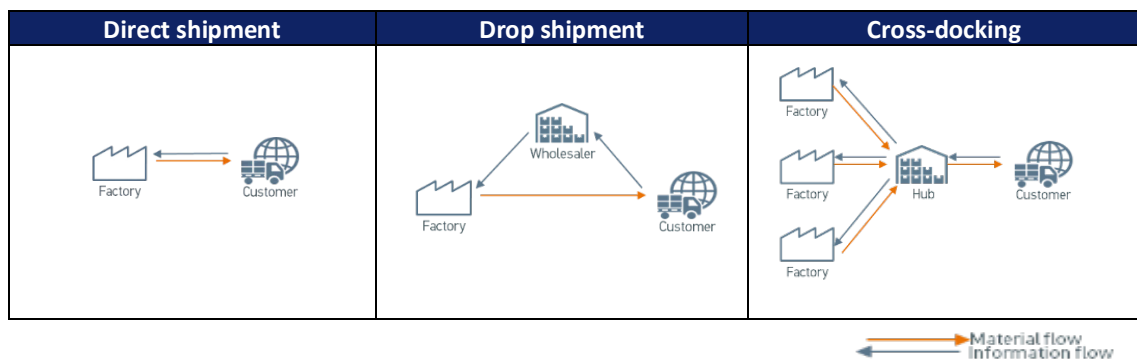 Direct shipment
Drop shipment
Cross-docking
Factory
Customer
Wholesaler
Factory
Customer
Factory
Factory
Factory
Hub
Customer
Material flow
Information flow